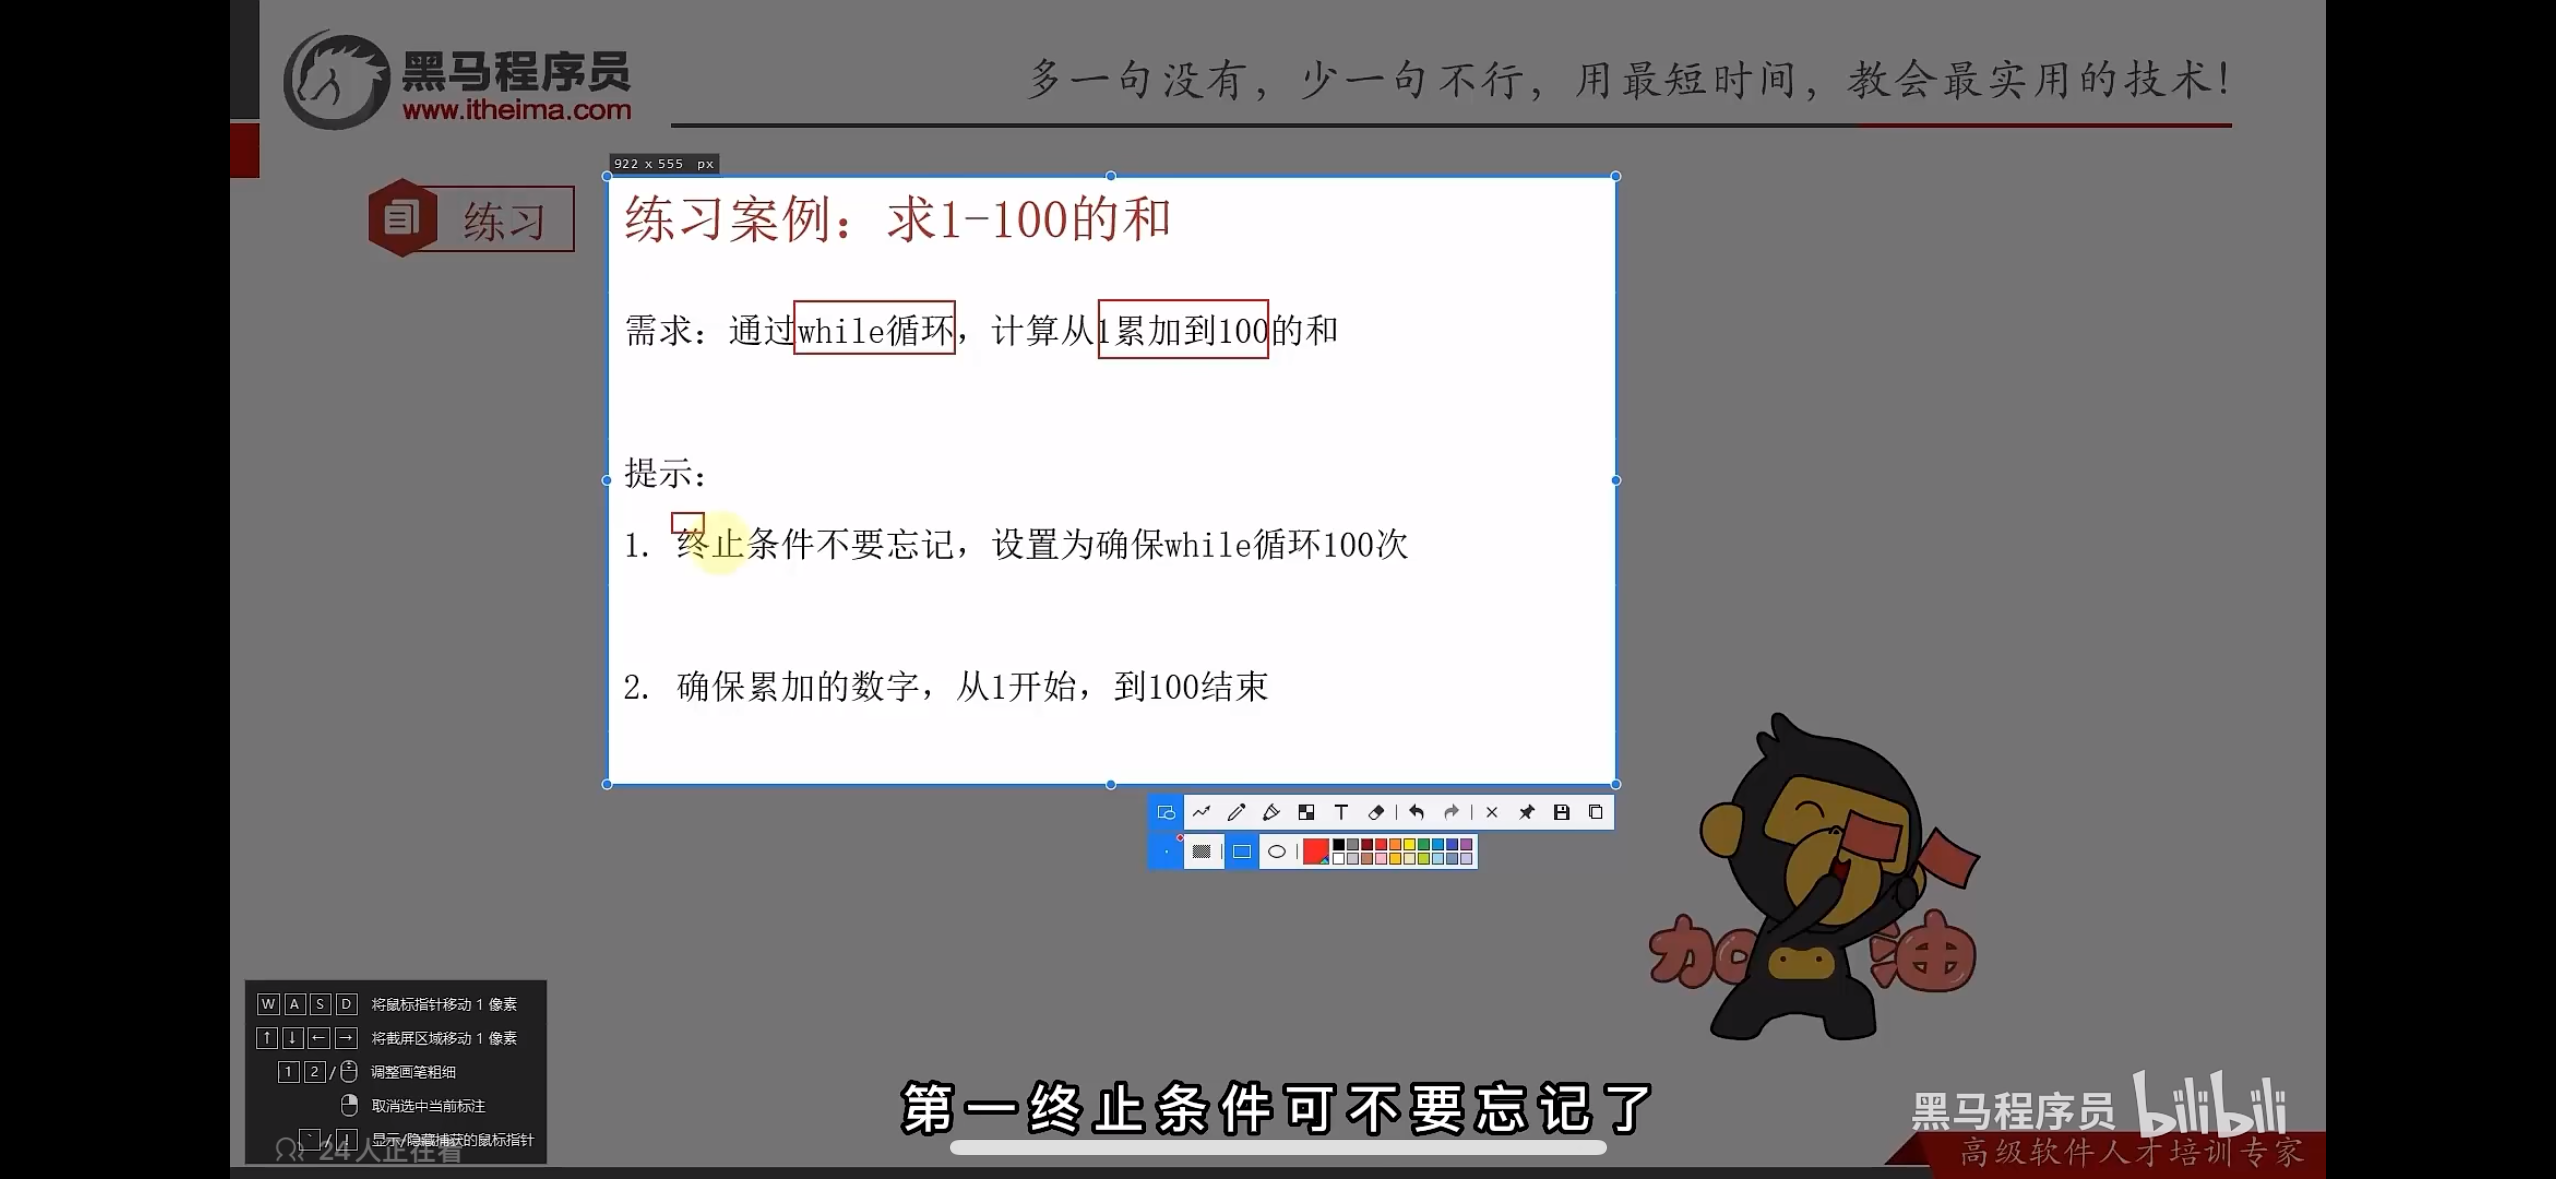 黑马程序员
www.itheima.com
多一句没有，少一句不行，用最短时间，教会最实用的技术！
922 x 555 px
练习
练习案例：求1-100的和
需求：通过while循环，计算从1累加到100的和
提示：
1. 终止条件不要忘记，设置为确保while循环100次
2. 确保累加的数字，从1开始，到100结束
T
加油
W A S D 将鼠标指针移动 1 像素
↑ ↓ ← → 将截屏区域移动 1 像素
1 2 / 调整画笔粗细
取消选中当前标注
显示/隐藏捕获的鼠标指针
24人正在看
第一终止条件可不要忘记了
黑马程序员 bilibili
高级软件人才培训专家